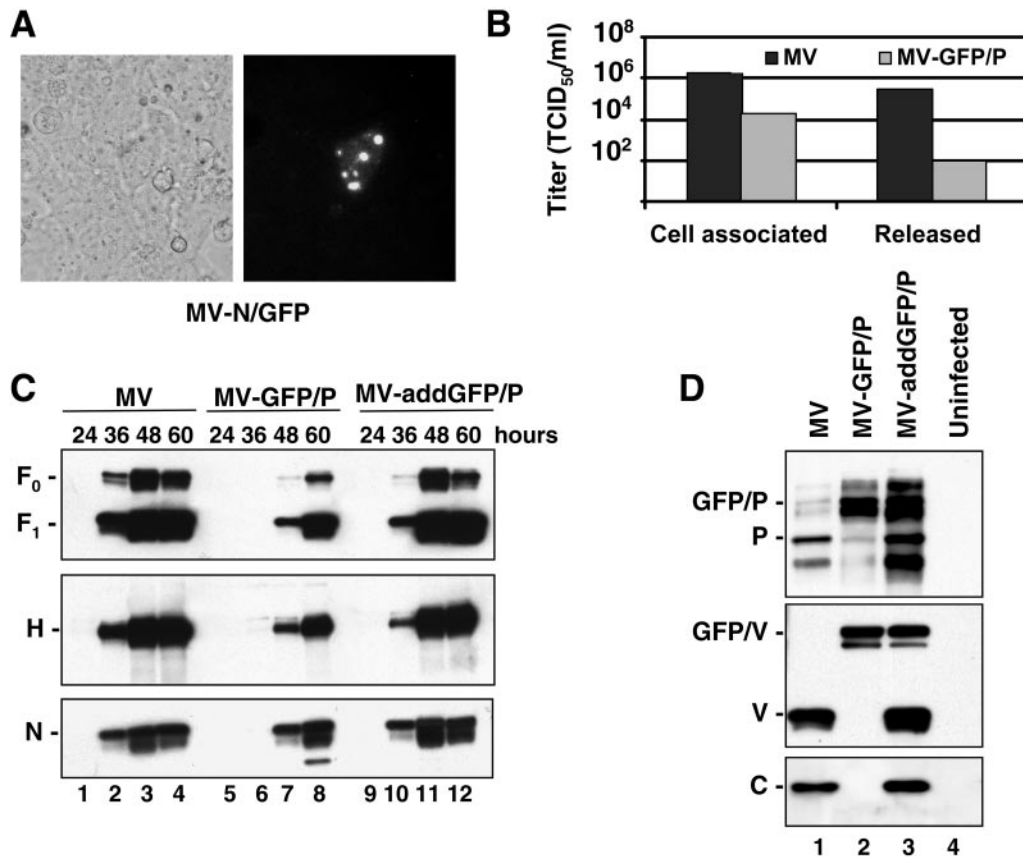 A
MV-N/GFP
B
Titer (TCID50/ml)
10^8
10^6
10^4
10^2
MV
MV-GFP/P
Cell associated
Released
C
MV MV-GFP/P MV-addGFP/P
24 36 48 60 24 36 48 60 24 36 48 60 hours
F0 -
F1 -
H -
N -
1 2 3 4 5 6 7 8 9 10 11 12
D
MV
MV-GFP/P
MV-addGFP/P
Uninfected
GFP/P -
P -
GFP/V -
V -
C -
1 2 3 4